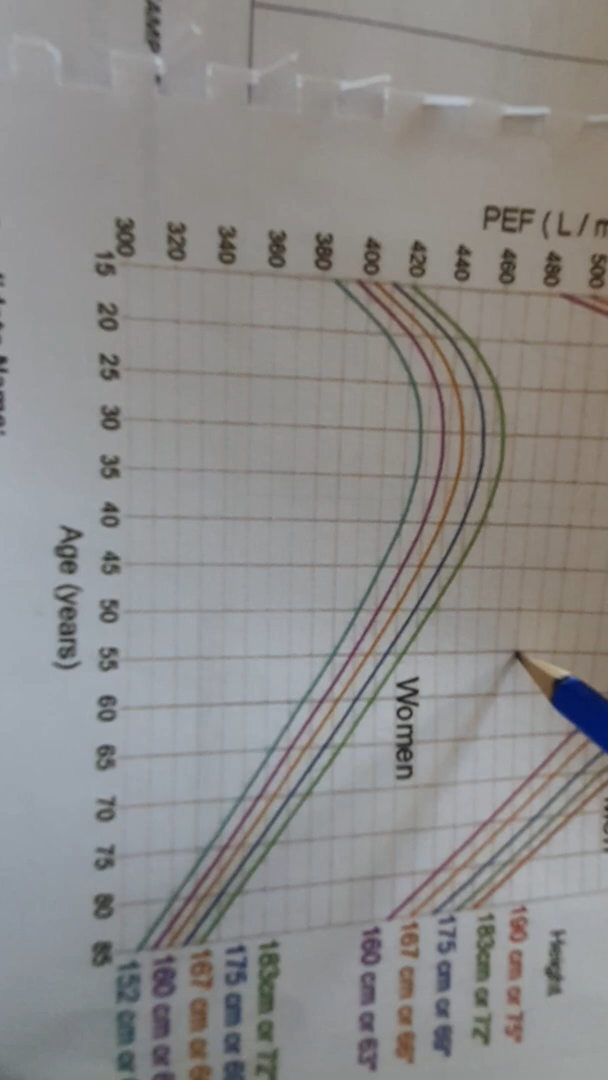 PEF (L/m
500
480
460
440
420
400
380
360
340
320
300
15 20 25 30 35 40 45 50 55 60 65 70 75 80 85
Age (years)
Women
Height
190 cm or 75"
183cm or 72"
175 cm or 69"
167 cm or 66"
160 cm or 63"
183cm or 72"
175 cm or 6
167 cm or 6
160 cm or 6
152 cm or